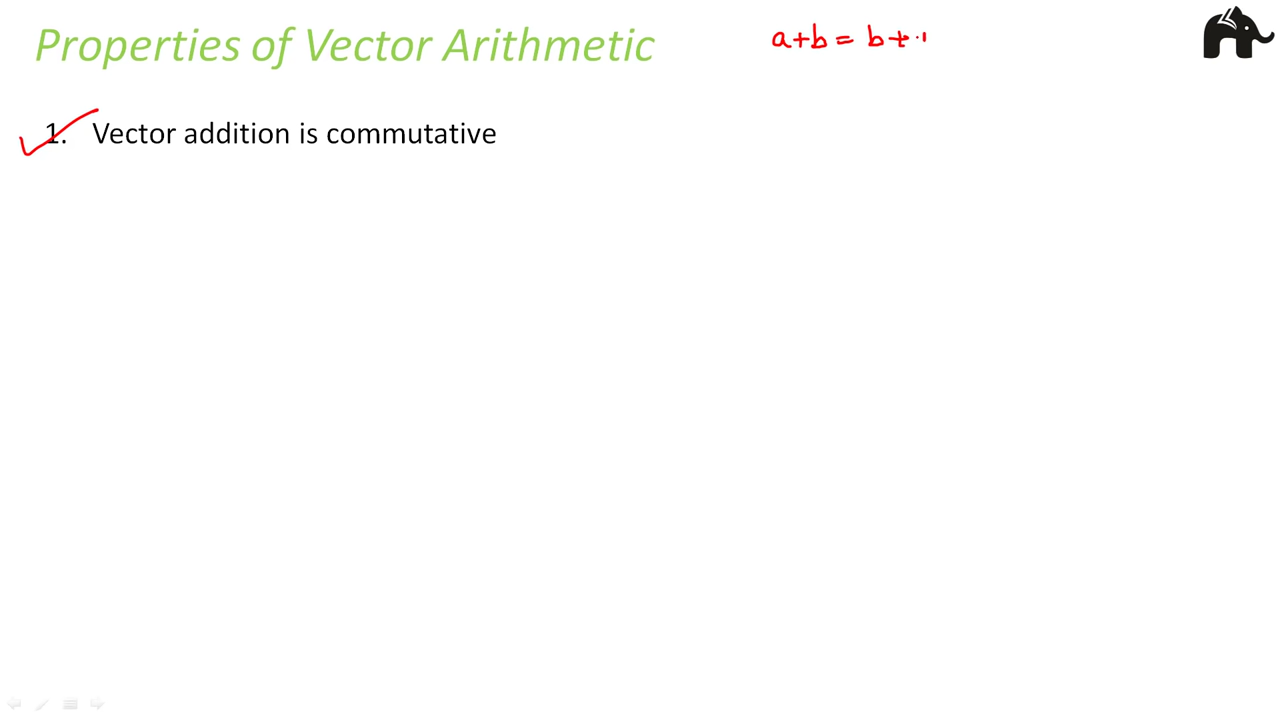 Properties of Vector Arithmetic
a+b = b+
1. Vector addition is commutative